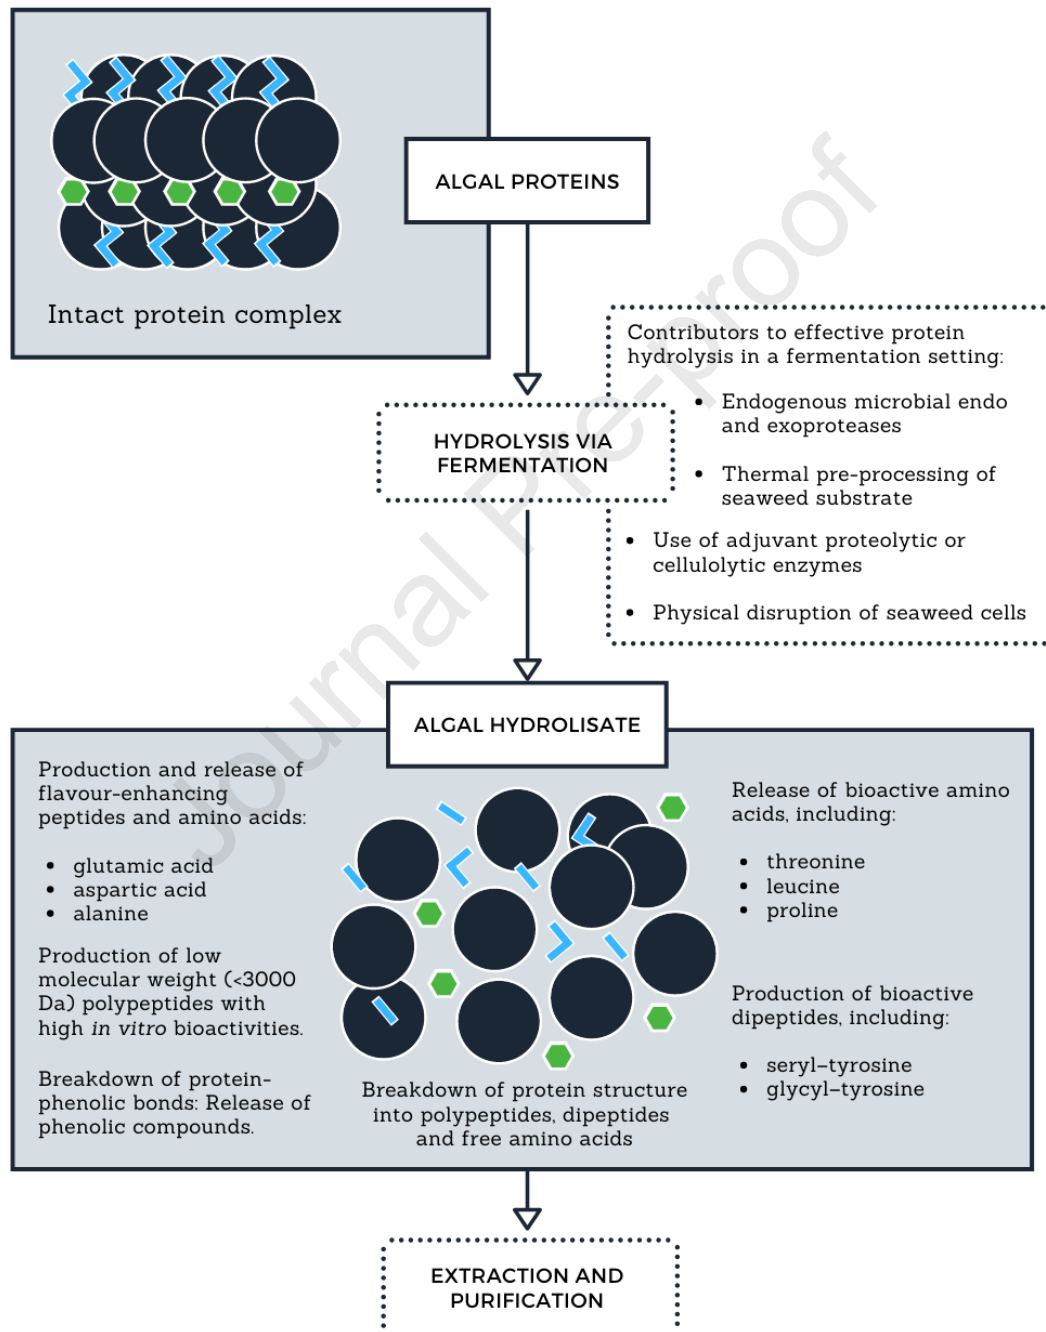 ALGAL PROTEINS
Intact protein complex
Contributors to effective protein
hydrolysis in a fermentation setting:
• Endogenous microbial endo
and exoproteases
• Thermal pre-processing of
seaweed substrate
• Use of adjuvant proteolytic or
cellulolytic enzymes
• Physical disruption of seaweed cells
HYDROLYSIS VIA
FERMENTATION
ALGAL HYDROLISATE
Production and release of
flavour-enhancing
peptides and amino acids:
• glutamic acid
• aspartic acid
• alanine
Production of low
molecular weight (<3000
Da) polypeptides with
high in vitro bioactivities.
Breakdown of protein-
phenolic bonds: Release of
phenolic compounds.
Breakdown of protein structure
into polypeptides, dipeptides
and free amino acids
Release of bioactive amino
acids, including:
• threonine
• leucine
• proline
Production of bioactive
dipeptides, including:
• seryl–tyrosine
• glycyl–tyrosine
EXTRACTION AND
PURIFICATION
Journal Pre-proof